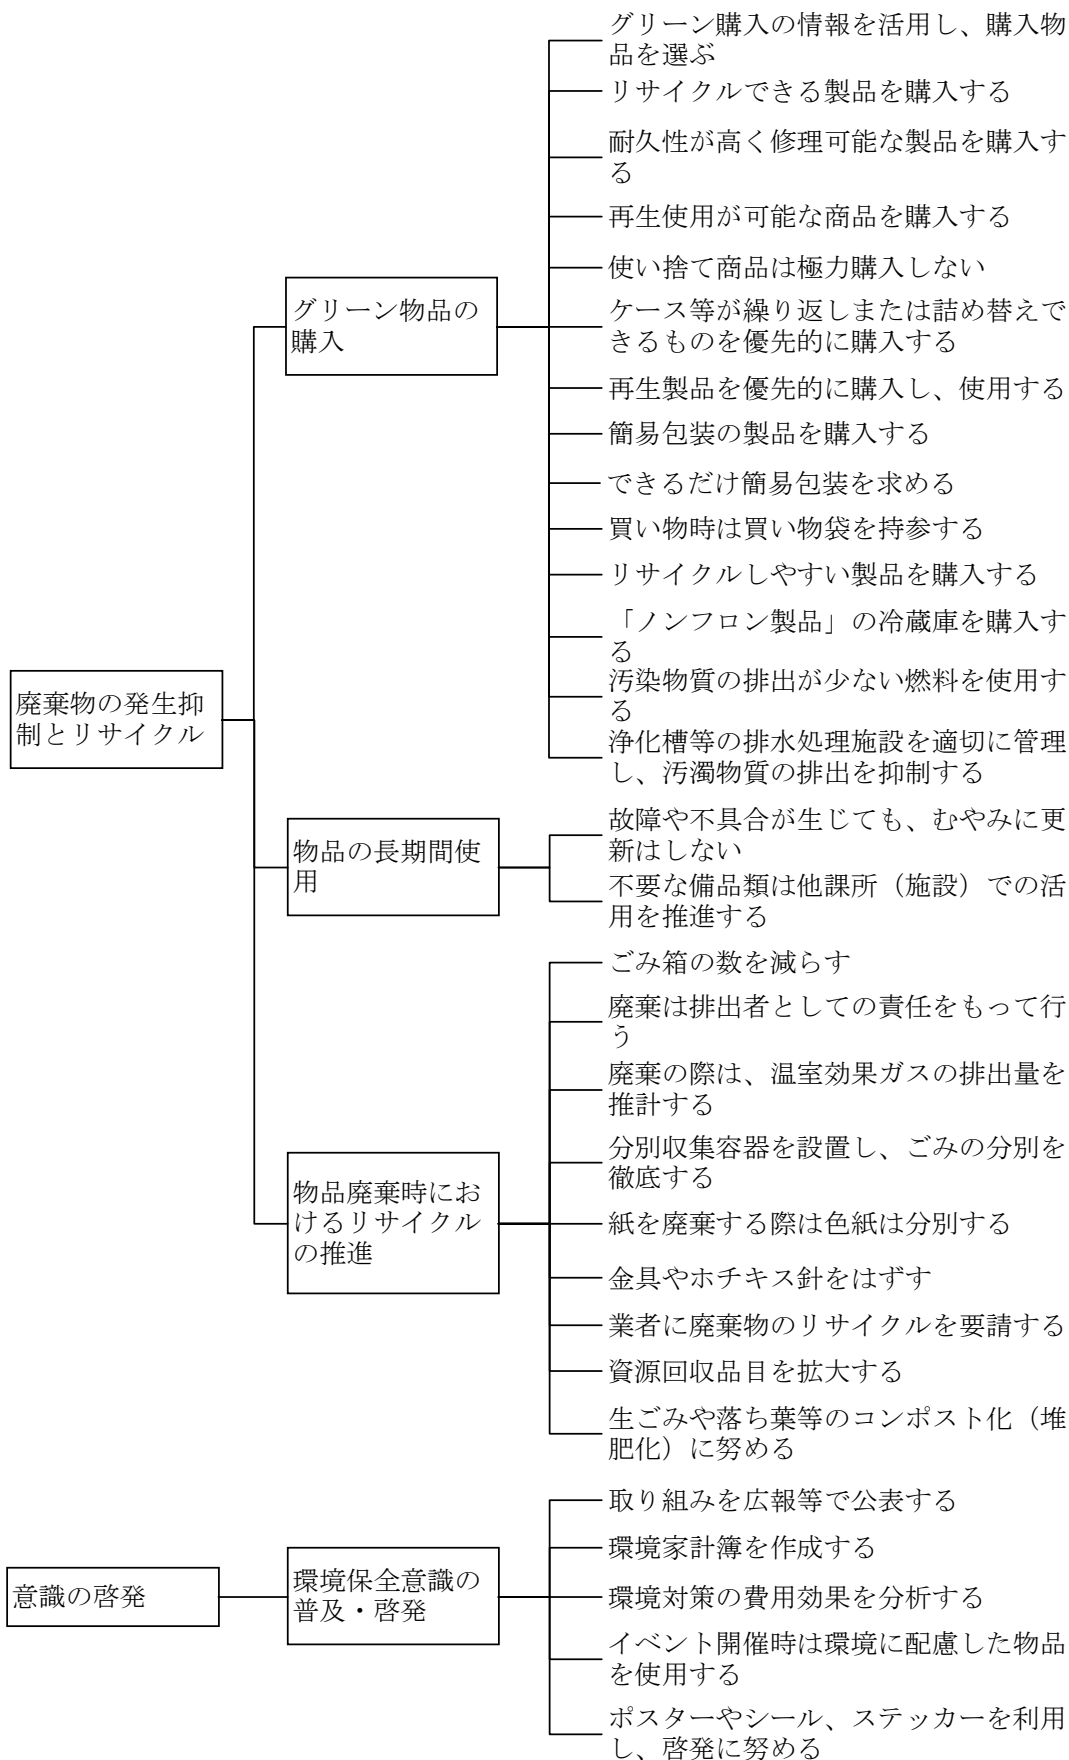 グリーン購入の情報を活用し、購入物
品を選ぶ
リサイクルできる製品を購入する
耐久性が高く修理可能な製品を購入す
る
再生使用が可能な商品を購入する
使い捨て商品は極力購入しない
グリーン物品の
購入
ケース等が繰り返しまたは詰め替えで
きるものを優先的に購入する
再生製品を優先的に購入し、使用する
簡易包装の製品を購入する
できるだけ簡易包装を求める
買い物時は買い物袋を持参する
リサイクルしやすい製品を購入する
「ノンフロン製品」の冷蔵庫を購入す
る
廃棄物の発生抑
制とリサイクル
汚染物質の排出が少ない燃料を使用す
る
浄化槽等の排水処理施設を適切に管理
し、汚濁物質の排出を抑制する
物品の長期間使
用
故障や不具合が生じても、むやみに更
新はしない
不要な備品類は他課所（施設）での活
用を推進する
ごみ箱の数を減らす
廃棄は排出者としての責任をもって行
う
廃棄の際は、温室効果ガスの排出量を
推計する
分別収集容器を設置し、ごみの分別を
徹底する
物品廃棄時にお
けるリサイクル
の推進
紙を廃棄する際は色紙は分別する
金具やホチキス針をはずす
業者に廃棄物のリサイクルを要請する
資源回収品目を拡大する
生ごみや落ち葉等のコンポスト化（堆
肥化）に努める
意識の啓発
環境保全意識の
普及・啓発
取り組みを広報等で公表する
環境家計簿を作成する
環境対策の費用効果を分析する
イベント開催時は環境に配慮した物品
を使用する
ポスターやシール、ステッカーを利用
し、啓発に努める